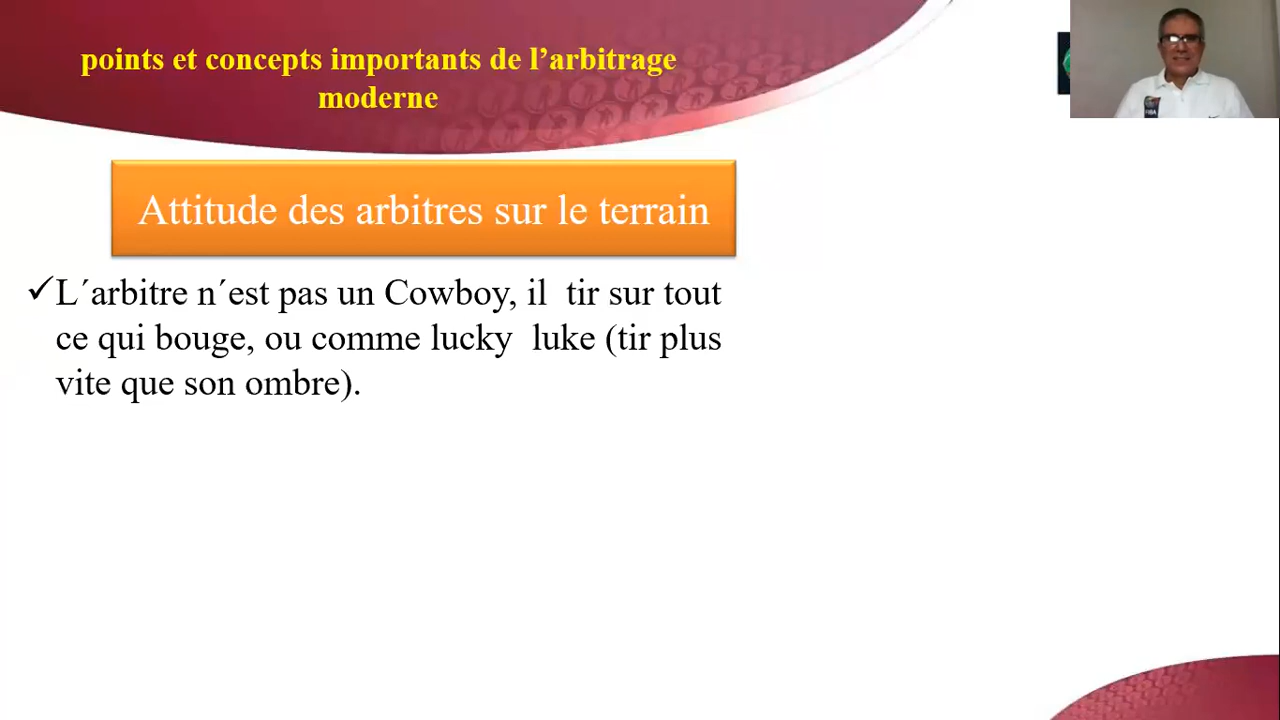 points et concepts importants de l’arbitrage
moderne
Attitude des arbitres sur le terrain
✓L´arbitre n´est pas un Cowboy, il tir sur tout
ce qui bouge, ou comme lucky luke (tir plus
vite que son ombre).